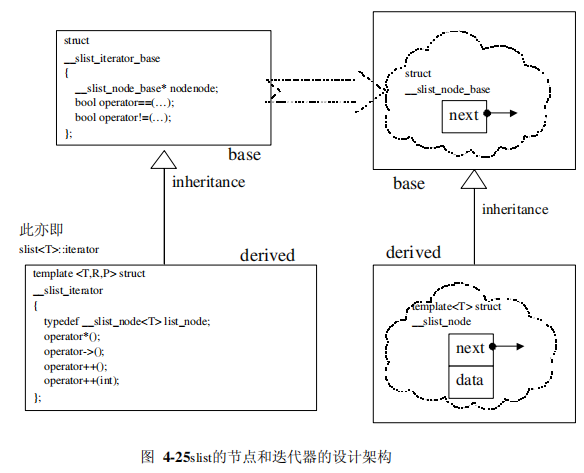 struct
__slist_iterator_base
{
__slist_node_base* nodenode;
bool operator==(…);
bool operator!=(…);
};
base
inheritance
struct
__slist_node_base
next
base
inheritance
此亦即
slist<T>::iterator
derived
template <T,R,P> struct
__slist_iterator
{
typedef __slist_node<T> list_node;
operator*();
operator->();
operator++();
operator++(int);
};
derived
template<T> struct
__slist_node
next
data
图 4-25slist的节点和迭代器的设计架构